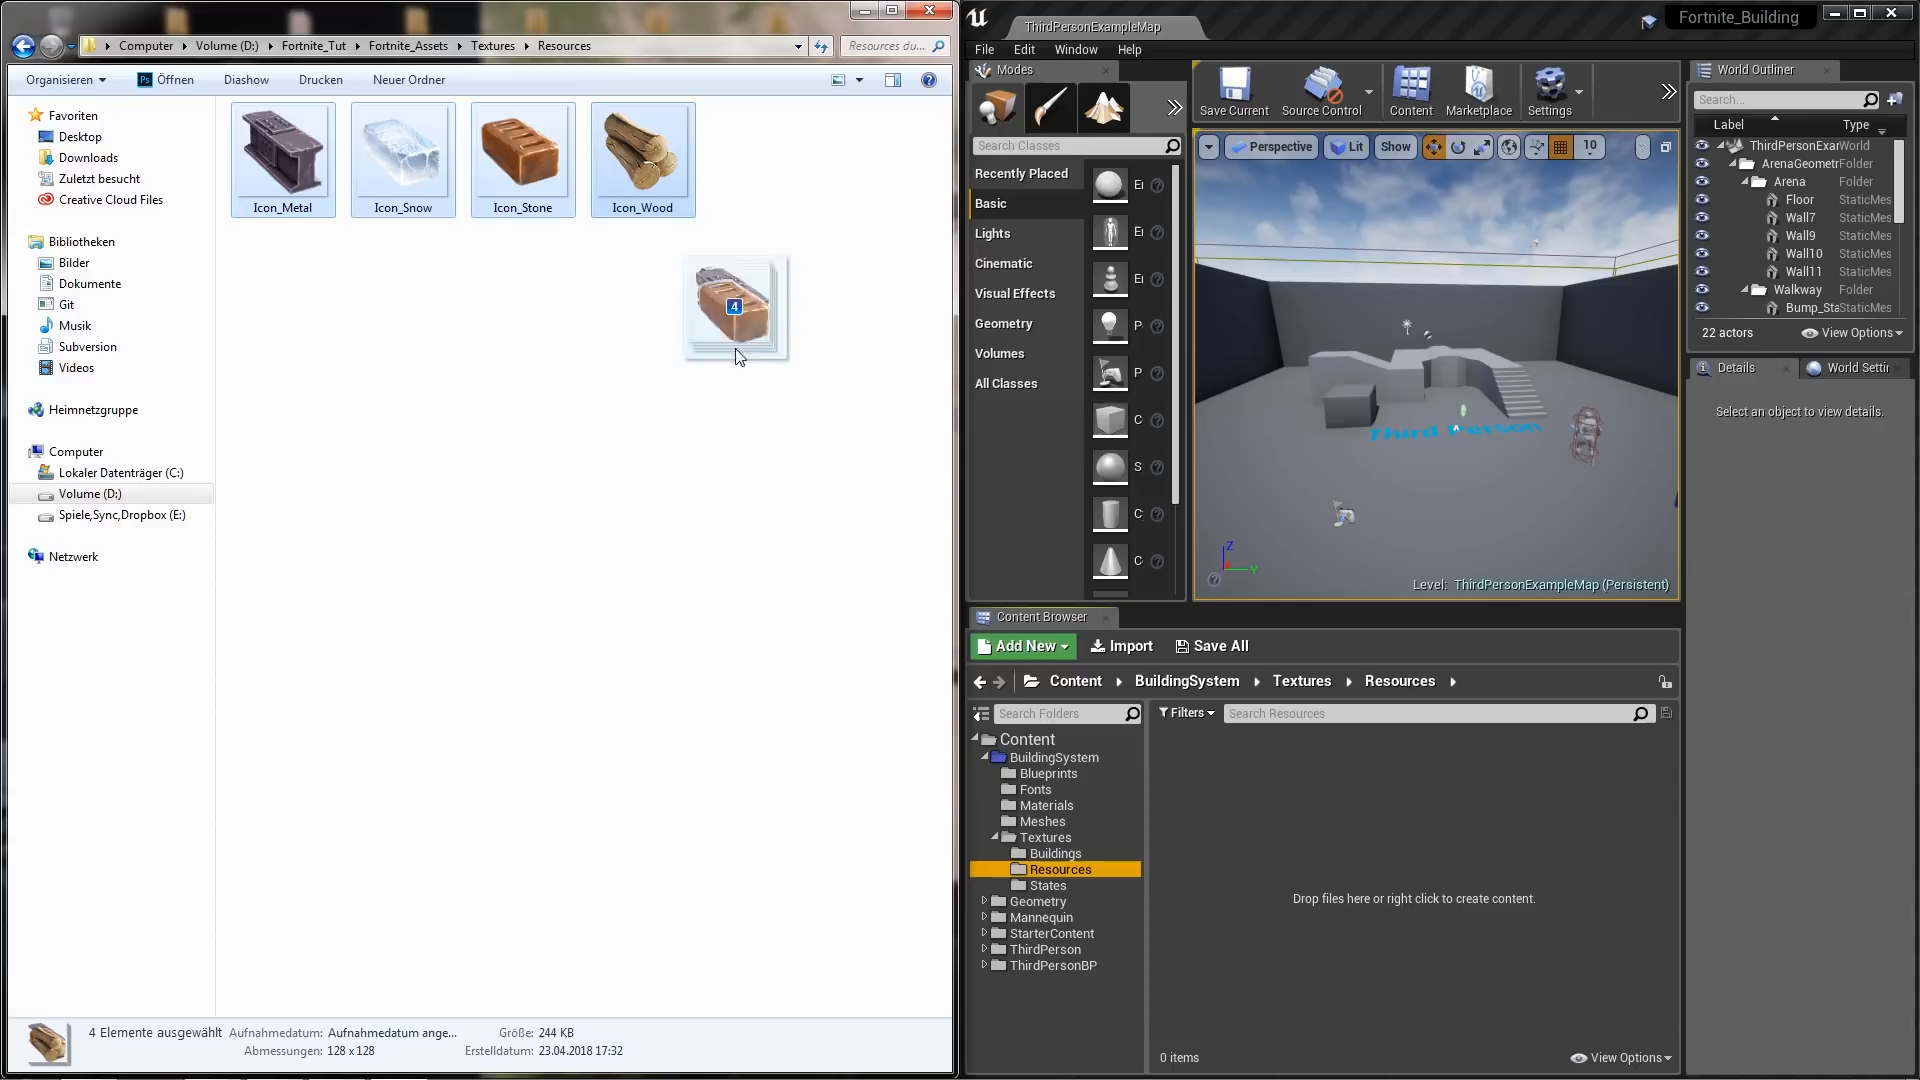 Computer Volume (D:) Fortnite_Tut Fortnite_Assets Textures Resources
Resources du...
Organisieren Ps Öffnen Diashow Drucken Neuer Ordner
Favoriten
Desktop
Downloads
Zuletzt besucht
Creative Cloud Files
Bibliotheken
Bilder
Dokumente
Git
Musik
Subversion
Videos
Heimnetzgruppe
Computer
Lokaler Datenträger (C:)
Volume (D:)
Spiele,Sync,Dropbox (E:)
Netzwerk
Icon_Metal
Icon_Snow
Icon_Stone
Icon_Wood
4
4 Elemente ausgewählt Aufnahmedatum: Aufnahmedatum ange... Größe: 244 KB
Abmessungen: 128 x 128 Erstelldatum: 23.04.2018 17:32
ThirdPersonExampleMap
Fortnite_Building
File Edit Window Help
Modes
Search Classes
Recently Placed
Basic
Lights
Cinematic
Visual Effects
Geometry
Volumes
All Classes
P
P
C
S
C
C
Save Current Source Control Content Marketplace Settings
Perspective Lit Show 10
Third Person
Z
Y
Level: ThirdPersonExampleMap (Persistent)
World Outliner
Search...
Label Type
ThirdPersonExar World
ArenaGeometr Folder
Arena Folder
Floor StaticMes
Wall7 StaticMes
Wall9 StaticMes
Wall10 StaticMes
Wall11 StaticMes
Walkway Folder
Bump_Sta StaticMes
22 actors View Options
Details World Settir
Select an object to view details.
Content Browser
Add New Import Save All
Content BuildingSystem Textures Resources
Search Folders Filters Search Resources
Content
BuildingSystem
Blueprints
Fonts
Materials
Meshes
Textures
Buildings
Resources
States
Geometry
Mannequin
StarterContent
ThirdPerson
ThirdPersonBP
Drop files here or right click to create content.
0 items View Options